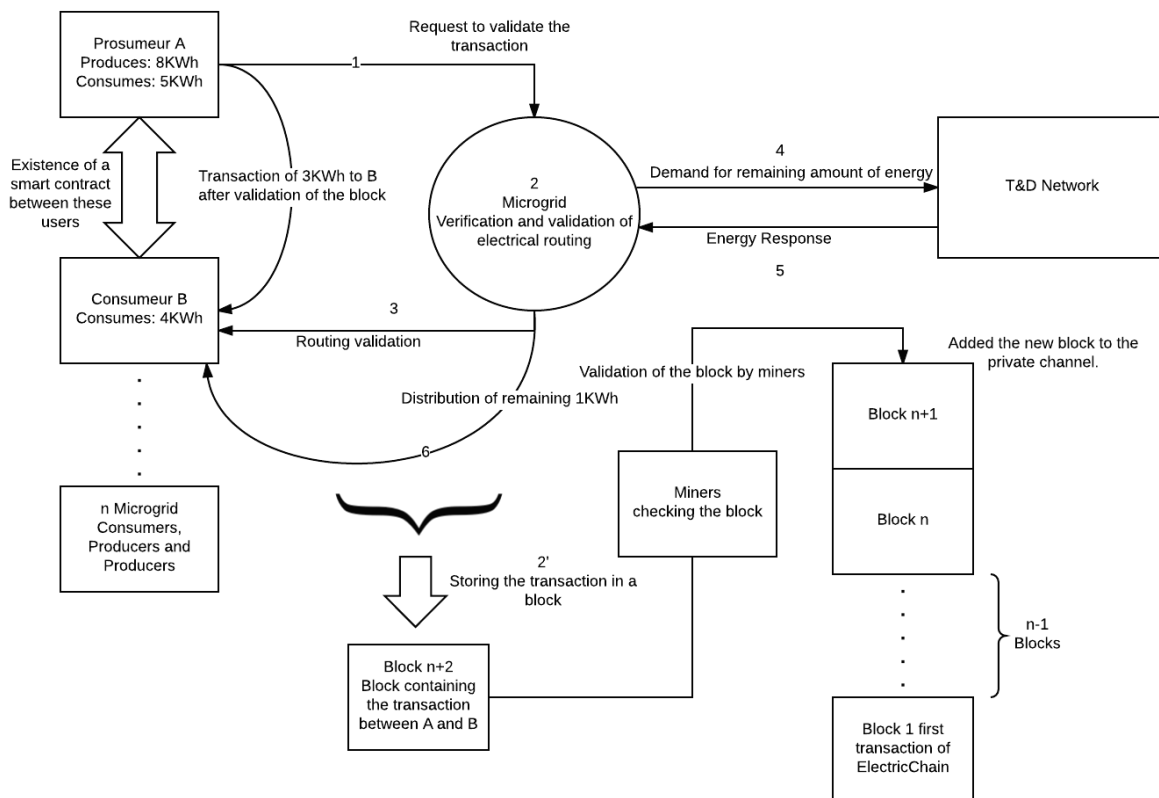 Prosumeur A
Produces: 8KWh
Consumes: 5KWh
1
Request to validate the
transaction
Existence of a
smart contract
between these
users
Transaction of 3KWh to B
after validation of the block
2
Microgrid
Verification and validation of
electrical routing
4
Demand for remaining amount of energy
T&D Network
Energy Response
5
Consumeur B
Consumes: 4KWh
3
Routing validation
Distribution of remaining 1KWh
6
n Microgrid
Consumers,
Producers and
Producers
2'
Storing the transaction in a
block
Block n+2
Block containing
the transaction
between A and B
Miners
checking the block
Validation of the block by miners
Added the new block to the
private channel.
Block n+1
Block n
n-1
Blocks
Block 1 first
transaction of
ElectricChain